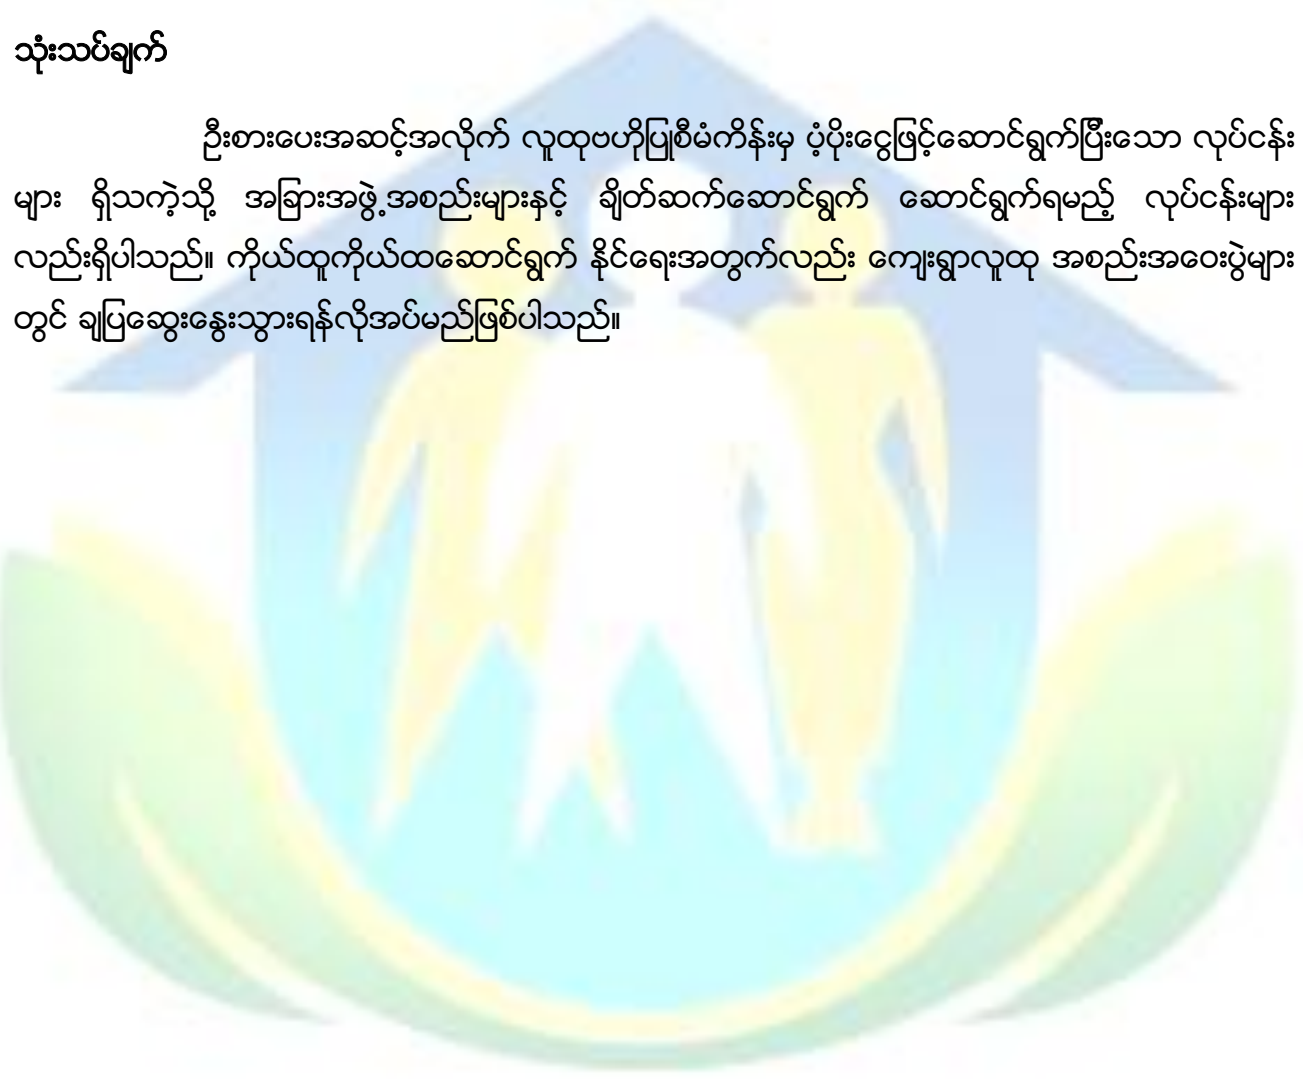 သုံးသပ်ချက်
ဦးစားပေးအဆင့်အလိုက် လူထုဗဟိုပြုစီမံကိန်းမှ ပံ့ပိုးငွေဖြင့်ဆောင်ရွက်ပြီးသော လုပ်ငန်း
များ ရှိသကဲ့သို့ အခြားအဖွဲ့အစည်းများနှင့် ချိတ်ဆက်ဆောင်ရွက် ဆောင်ရွက်ရမည့် လုပ်ငန်းများ
လည်းရှိပါသည်။ ကိုယ်ထူကိုယ်ထဆောင်ရွက် နိုင်ရေးအတွက်လည်း ကျေးရွာလူထု အစည်းအဝေးပွဲများ
တွင် ချပြဆွေးနွေးသွားရန်လိုအပ်မည်ဖြစ်ပါသည်။